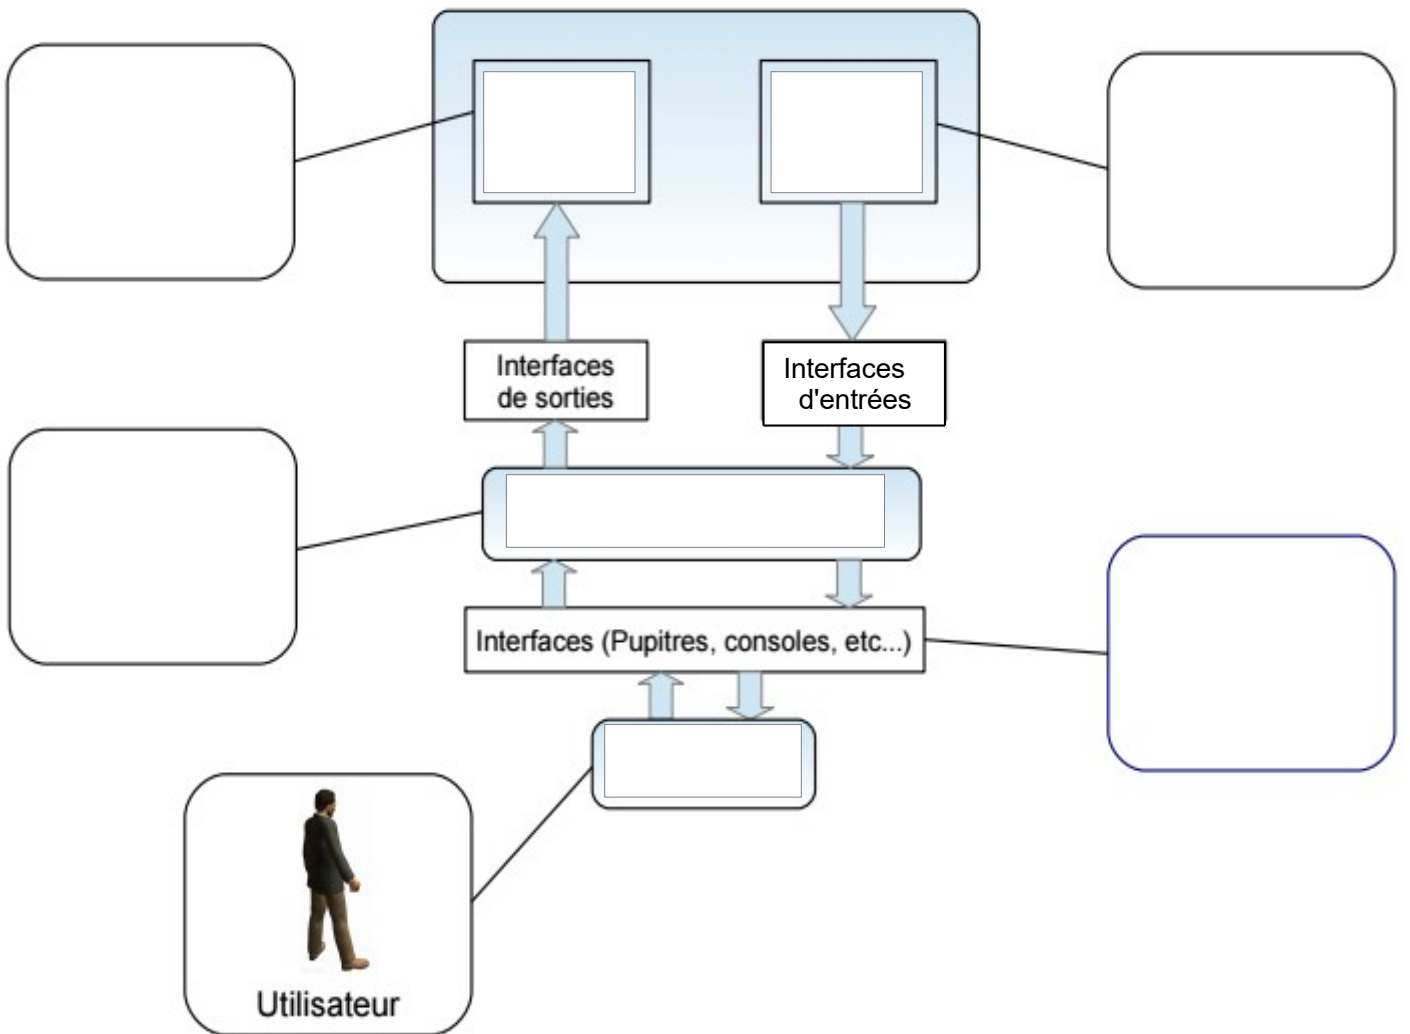 Interfaces
de sorties
Interfaces
d'entrées
Interfaces (Pupitres, consoles, etc...)
Utilisateur